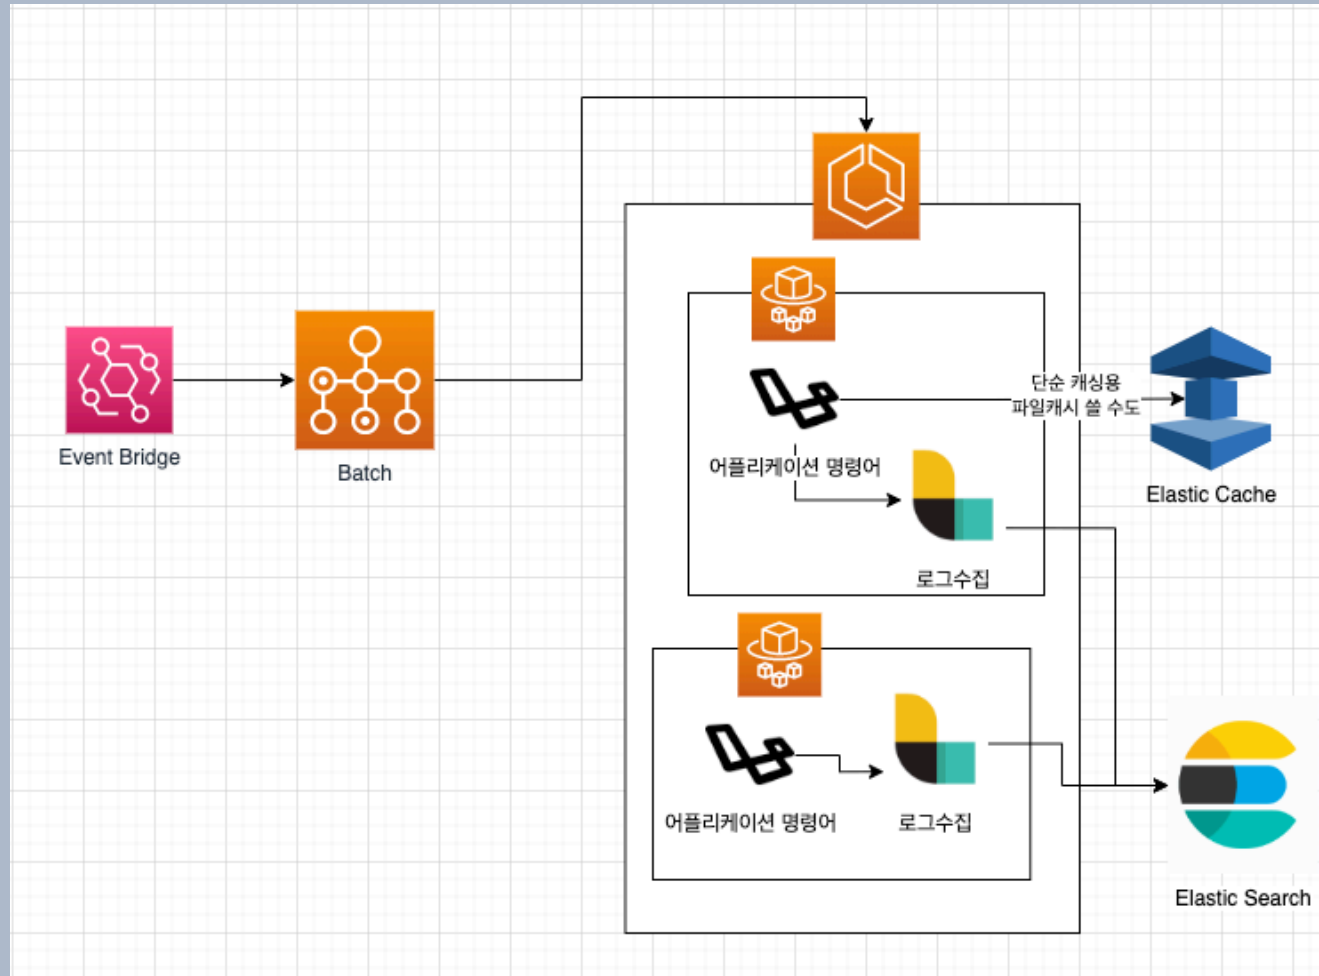 Event Bridge
Batch
단순 캐싱용
파일캐시 쓸 수도
어플리케이션 명령어
로그수집
Elastic Cache
어플리케이션 명령어
로그수집
Elastic Search